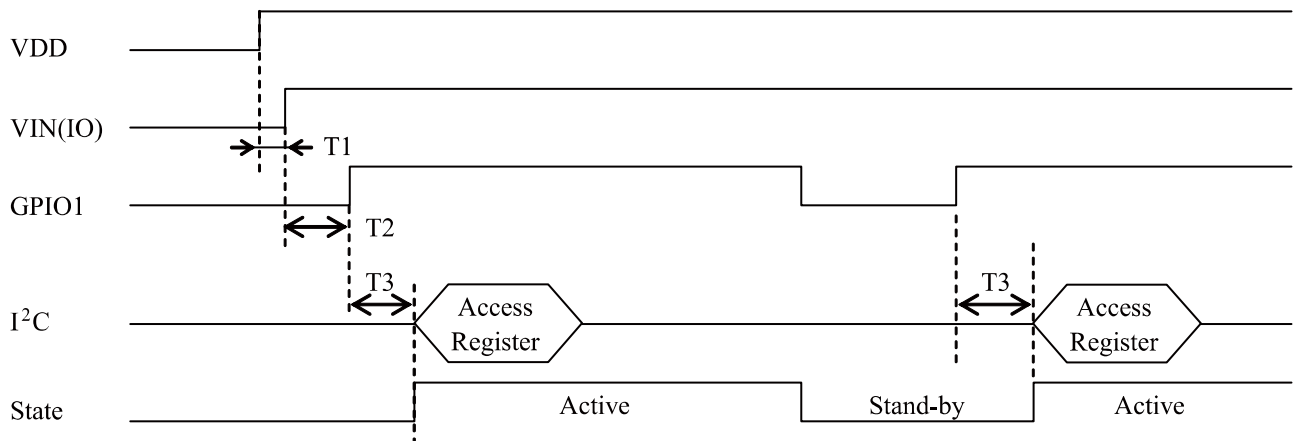 VDD
VIN(IO)
T1
GPIO1
T2
T3
T3
I²C
Access
Register
Access
Register
State
Active
Stand-by
Active